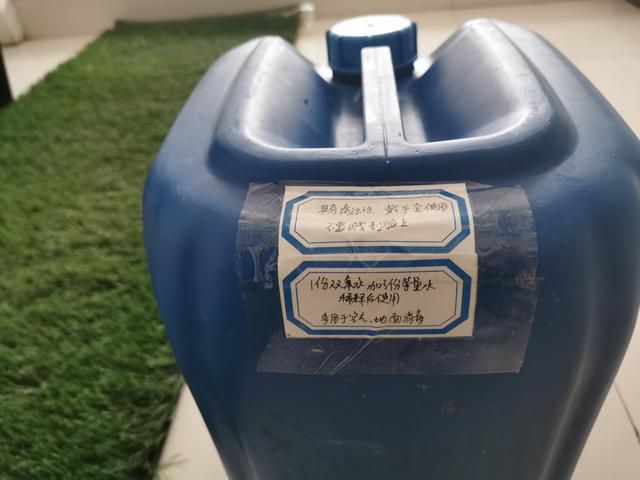 具有腐蚀性 戴手套使用
不要溅到脸上
1份双氧水加3份等量水
稀释后使用
多用于空气、地面消毒